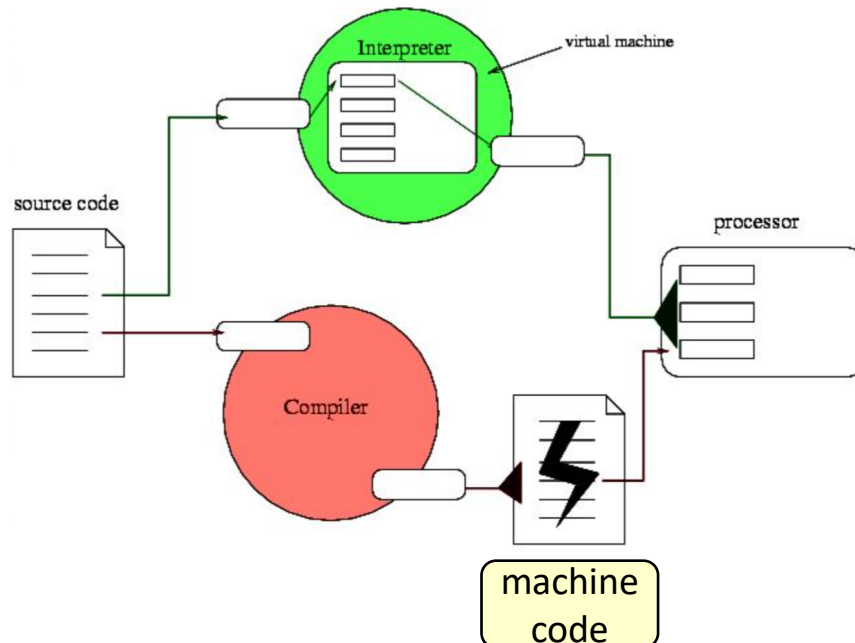 Interpreter
virtual machine
source code
processor
Compiler
machine
code